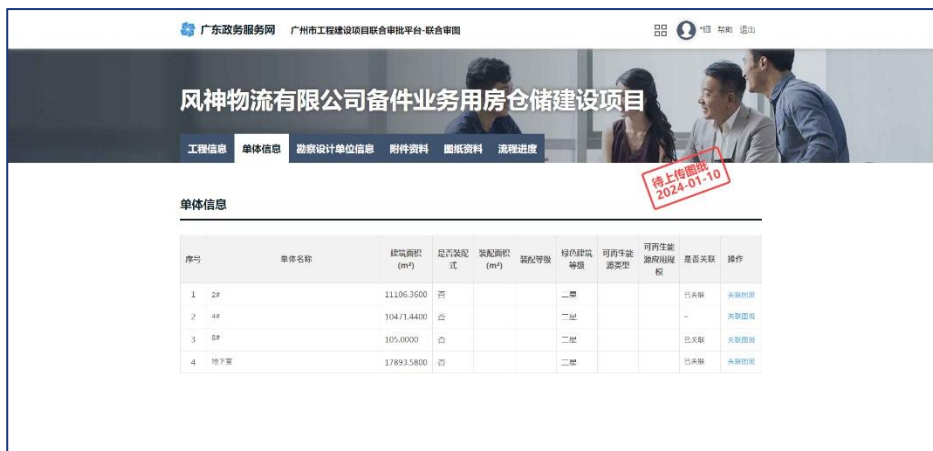 广东政务服务网 广州市工程建设项目联合审批平台-联合审图 帮助 退出
风神物流有限公司备件业务用房仓储建设项目
工程信息 单体信息 勘察设计单位信息 附件资料 图纸资料 流程进度
待上传图纸
2024-01-10
单体信息
序号 单体名称 建筑面积(m²) 是否装配式 装配面积(m²) 装配等级 绿色建筑等级 可再生能源类型 可再生能源应用规模 是否关联 操作
1 2# 11106.3600 否 二星 已关联 关联图纸
2 4# 10471.4400 否 二星 - 关联图纸
3 8# 105.0000 否 二星 已关联 关联图纸
4 地下室 17893.5800 否 二星 已关联 关联图纸